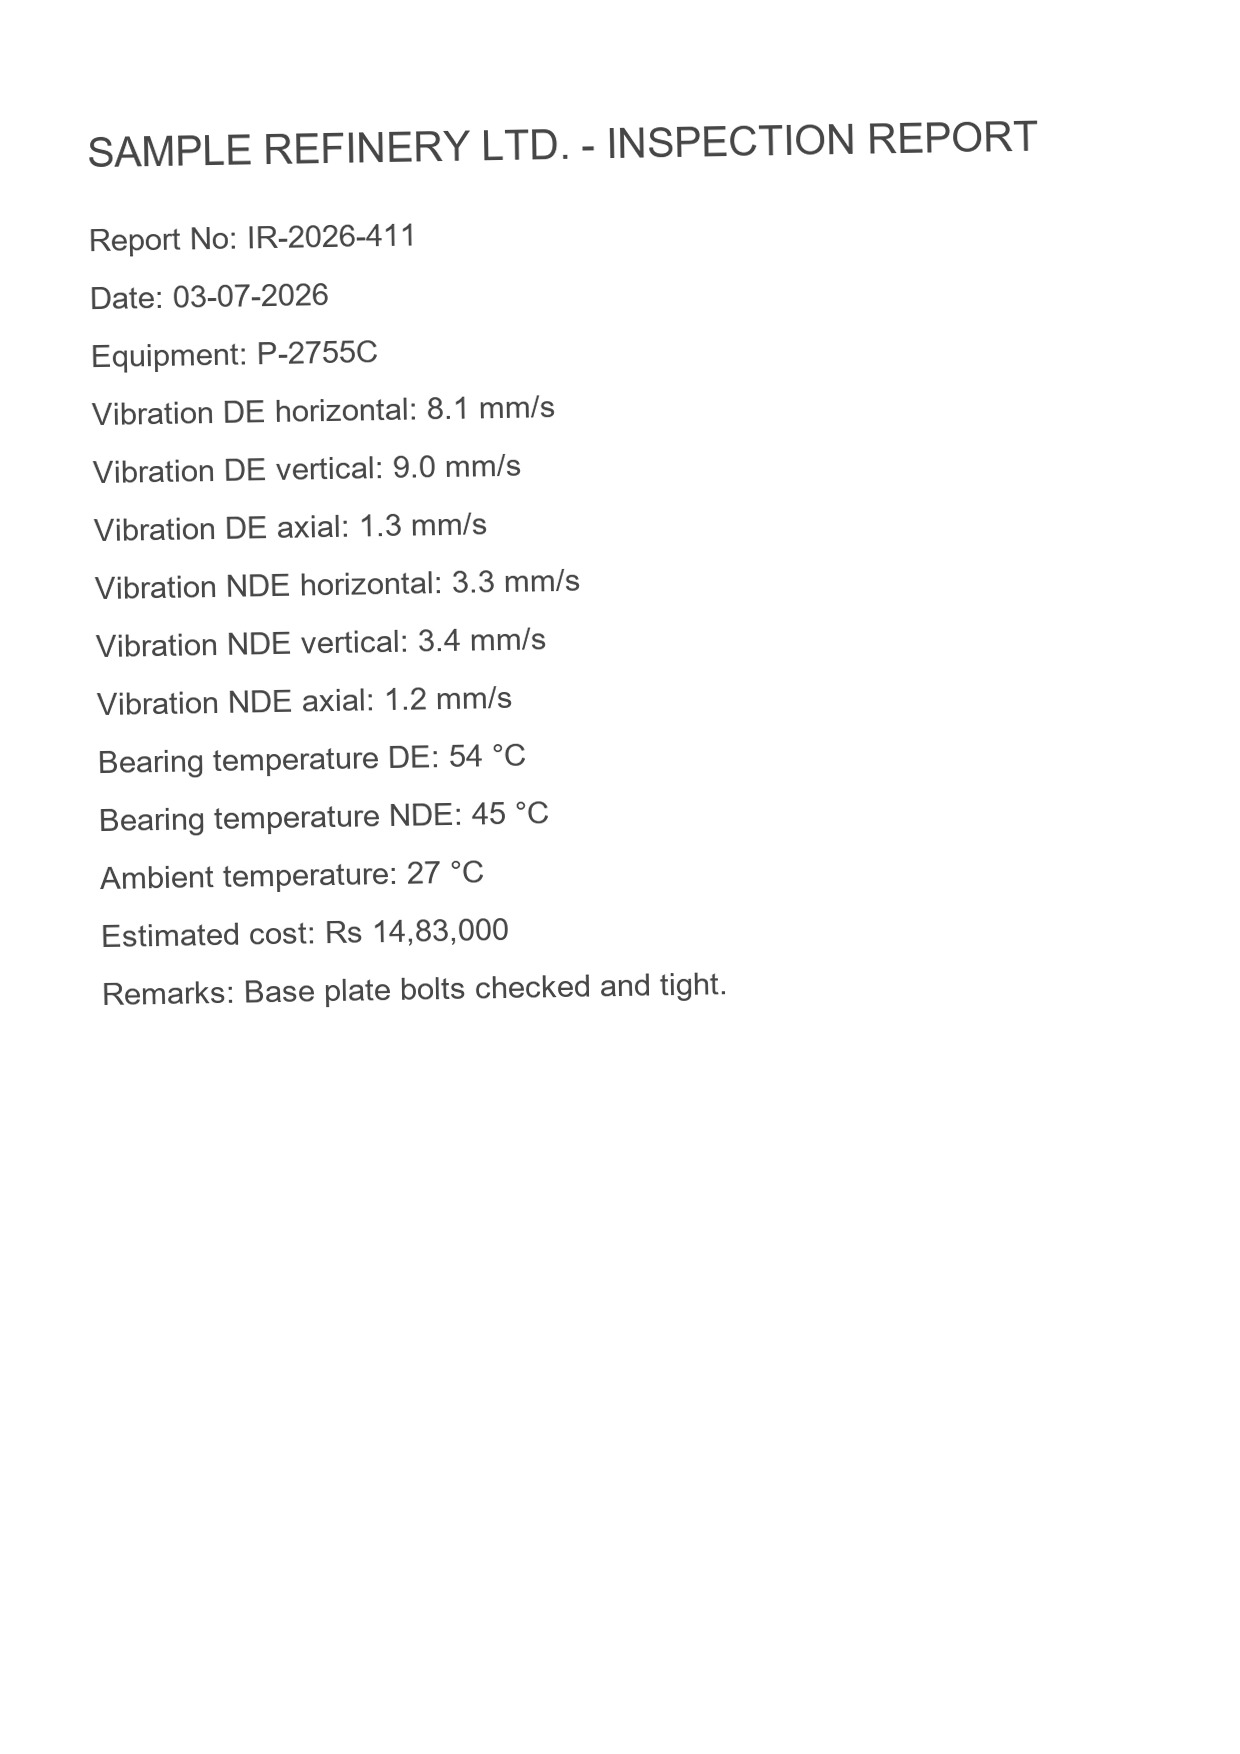 SAMPLE REFINERY LTD. - INSPECTION REPORT
Report No: IR-2026-411
Date: 03-07-2026
Equipment: P-2755C
Vibration DE horizontal: 8.1 mm/s
Vibration DE vertical: 9.0 mm/s
Vibration DE axial: 1.3 mm/s
Vibration NDE horizontal: 3.3 mm/s
Vibration NDE vertical: 3.4 mm/s
Vibration NDE axial: 1.2 mm/s
Bearing temperature DE: 54 °C
Bearing temperature NDE: 45 °C
Ambient temperature: 27 °C
Estimated cost: Rs 14,83,000
Remarks: Base plate bolts checked and tight.